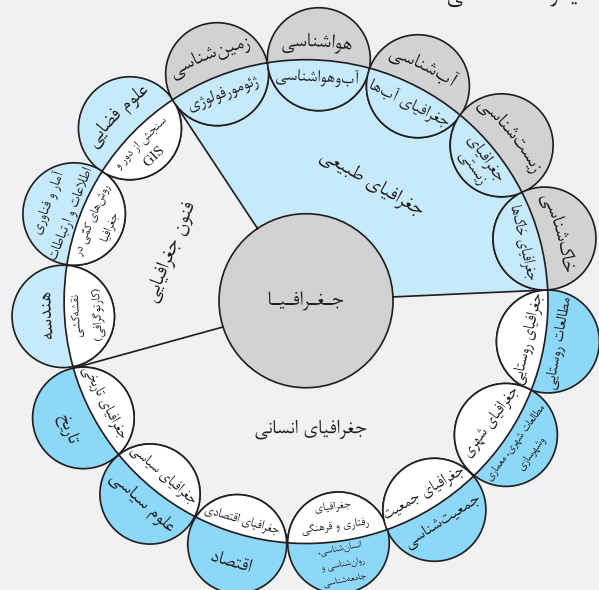 زمین‌شناسی
ژئومورفولوژی
هواشناسی
آب‌وهواشناسی
آب‌شناسی
جغرافیای آب‌ها
زیست‌شناسی
جغرافیای
زیستی
خاک‌شناسی
جغرافیای خاک‌ها
جغرافیای طبیعی
علوم فضایی
سنجش از دور و
GIS
آمار و فناوری
اطلاعات و ارتباطات
روش‌های کمّی در
جغرافیا
هندسه
نقشه‌کشی
(کارتوگرافی)
فنون جغرافیایی
جغرافیا
مطالعات روستایی
جغرافیای روستایی
مطالعات شهری، معماری
وشهرسازی
جغرافیای شهری
جمعیت‌شناسی
جغرافیای جمعیت
جغرافیای
رفتاری و فرهنگی
انسان‌شناسی،
روان‌شناسی و
جامعه‌شناسی
جغرافیای اقتصادی
اقتصاد
جغرافیای سیاسی
علوم سیاسی
جغرافیای تاریخی
تاریخ
جغرافیای انسانی